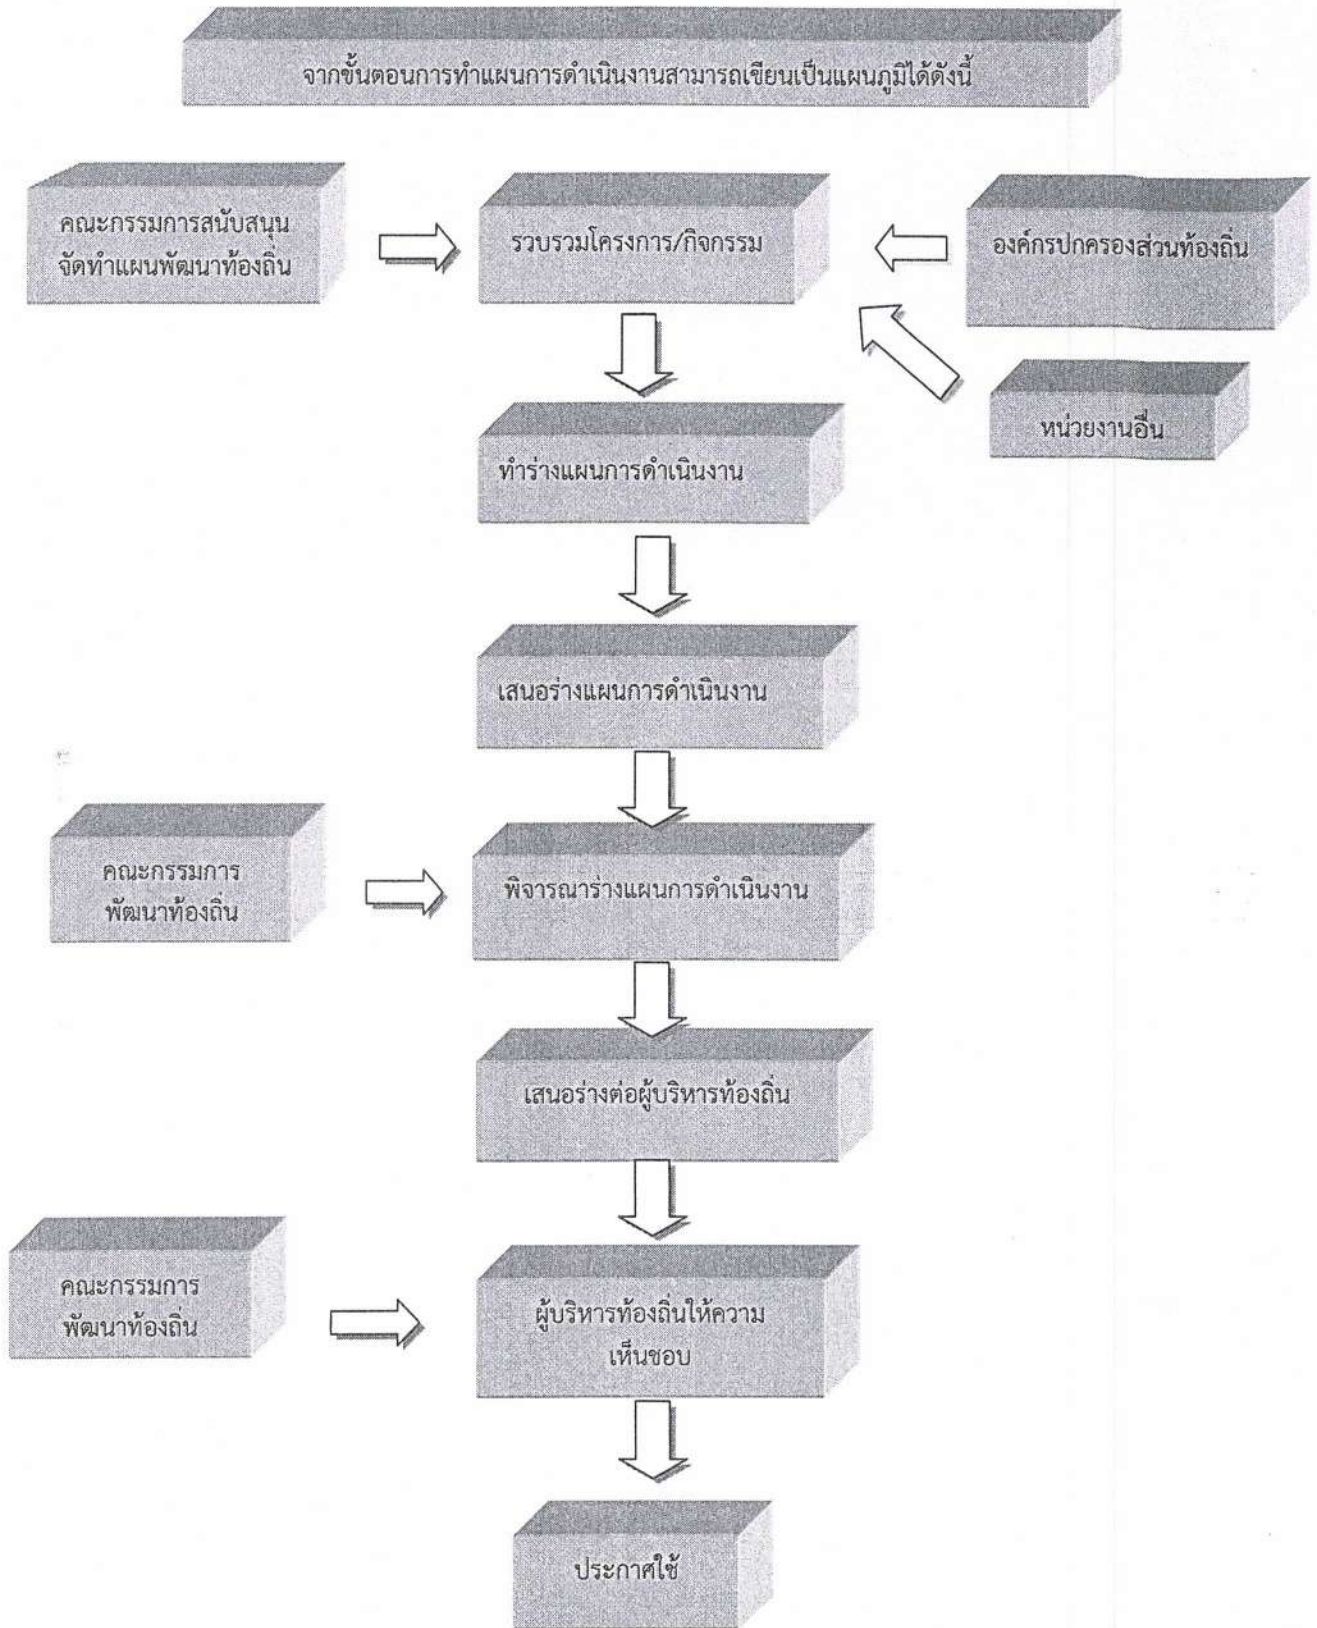 จากขั้นตอนการทำแผนการดำเนินงานสามารถเขียนเป็นแผนภูมิได้ดังนี้
คณะกรรมการสนับสนุน
จัดทำแผนพัฒนาท้องถิ่น
รวบรวมโครงการ/กิจกรรม
องค์กรปกครองส่วนท้องถิ่น
หน่วยงานอื่น
ทำร่างแผนการดำเนินงาน
เสนอร่างแผนการดำเนินงาน
คณะกรรมการ
พัฒนาท้องถิ่น
พิจารณาร่างแผนการดำเนินงาน
เสนอร่างต่อผู้บริหารท้องถิ่น
คณะกรรมการ
พัฒนาท้องถิ่น
ผู้บริหารท้องถิ่นให้ความ
เห็นชอบ
ประกาศใช้